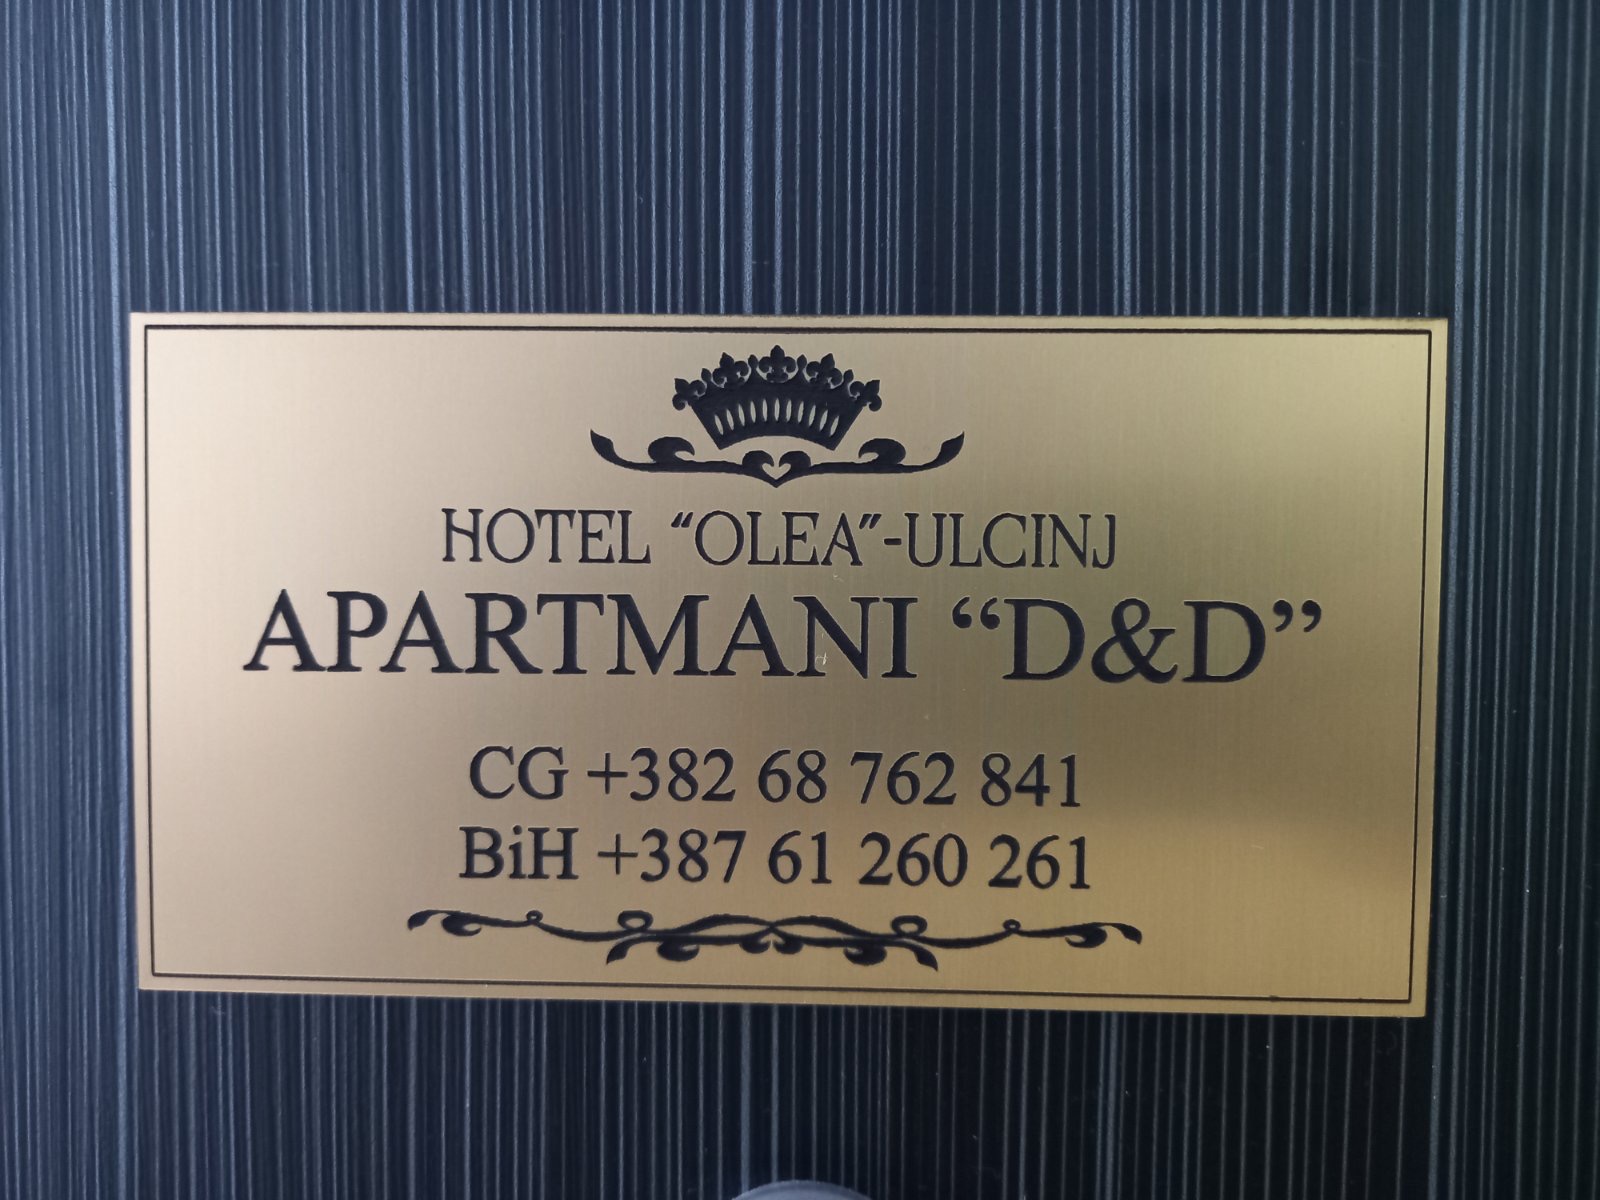 HOTEL “OLEA”-ULCINJ
APARTMANI “D&D”
CG +382 68 762 841
BiH +387 61 260 261